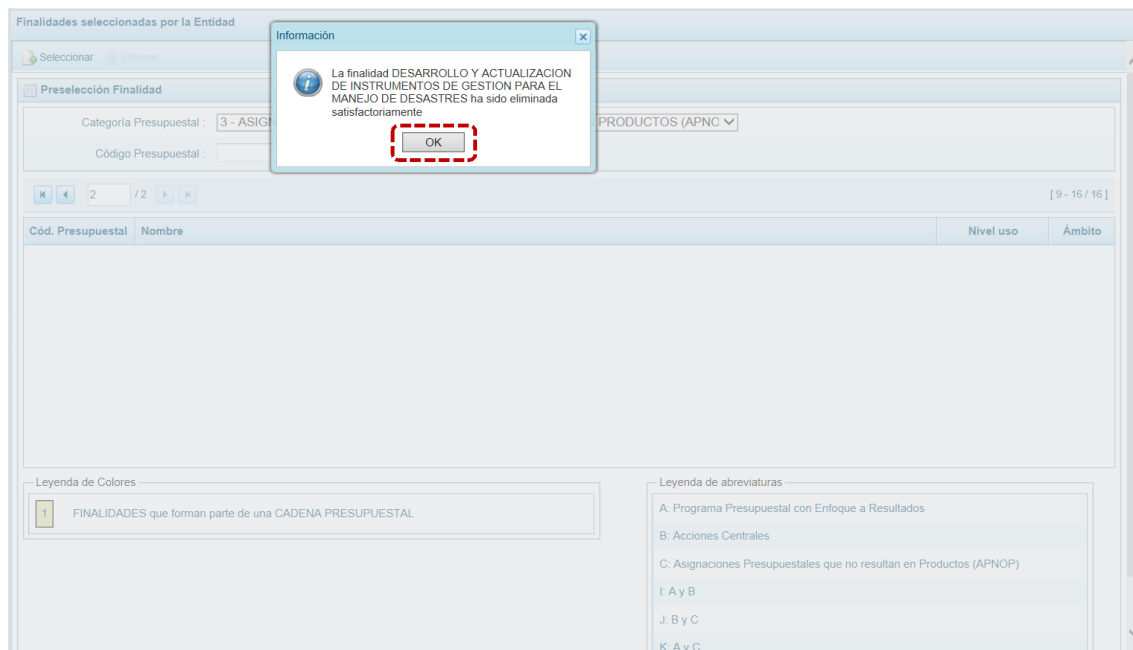 Finalidades seleccionadas por la Entidad
Información
Seleccionar Eliminar
La finalidad DESARROLLO Y ACTUALIZACION
DE INSTRUMENTOS DE GESTION PARA EL
MANEJO DE DESASTRES ha sido eliminada
satisfactoriamente
OK
Preselección Finalidad
Categoría Presupuestal : 3 - ASIG PRODUCTOS (APNO
Código Presupuestal :
2 / 2 [ 9 - 16 / 16 ]
Cód. Presupuestal Nombre Nivel uso Ámbito
Leyenda de Colores
1 FINALIDADES que forman parte de una CADENA PRESUPUESTAL
Leyenda de abreviaturas
A: Programa Presupuestal con Enfoque a Resultados
B: Acciones Centrales
C: Asignaciones Presupuestales que no resultan en Productos (APNOP)
I: A y B
J: B y C
K: A y C